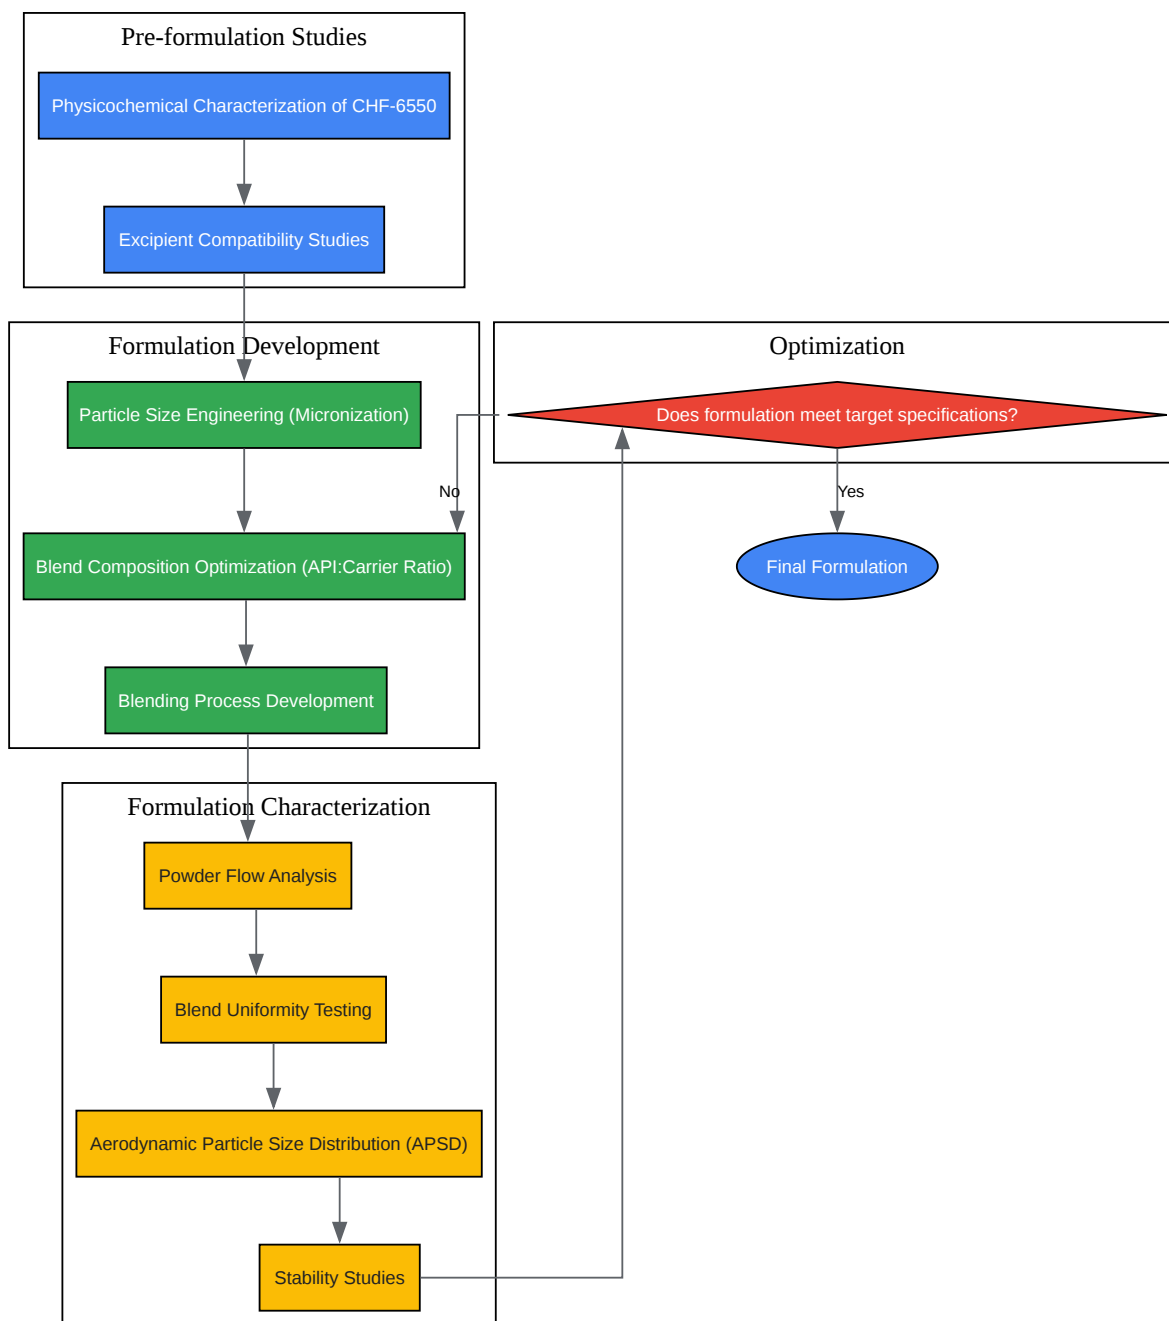 Pre-formulation Studies
Physicochemical Characterization of CHF-6550
Excipient Compatibility Studies
Formulation Development
Particle Size Engineering (Micronization)
Blend Composition Optimization (API:Carrier Ratio)
Blending Process Development
Optimization
Does formulation meet target specifications?
No
Yes
Final Formulation
Formulation Characterization
Powder Flow Analysis
Blend Uniformity Testing
Aerodynamic Particle Size Distribution (APSD)
Stability Studies